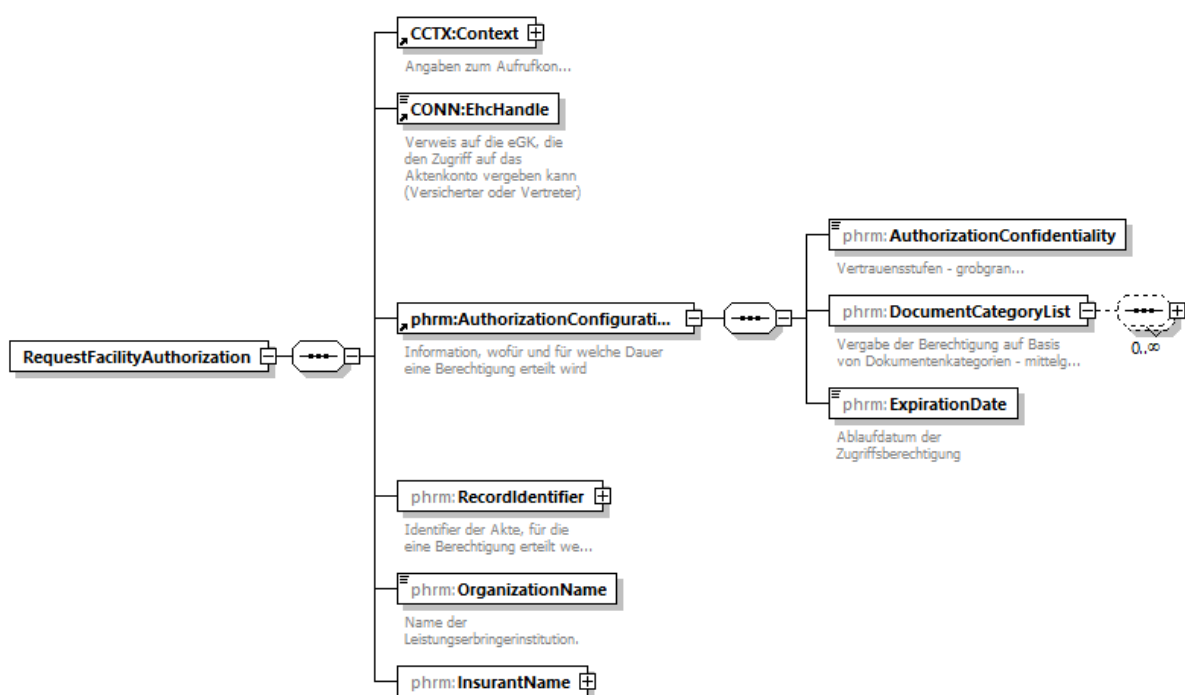 CCTX:Context
Angaben zum Aufrufkon...
CONN:EhcHandle
Verweis auf die eGK, die
den Zugriff auf das
Aktenkonto vergeben kann
(Versicherter oder Vertreter)
phrm:AuthorizationConfidentiality
Vertrauensstufen - grobgran...
RequestFacilityAuthorization
phrm:AuthorizationConfigurati...
Information, wofür und für welche Dauer
eine Berechtigung erteilt wird
phrm:DocumentCategoryList
0..∞
Vergabe der Berechtigung auf Basis
von Dokumentenkategorien - mittelg...
phrm:ExpirationDate
Ablaufdatum der
Zugriffsberechtigung
phrm:RecordIdentifier
Identifier der Akte, für die
eine Berechtigung erteilt we...
phrm:OrganizationName
Name der
Leistungserbringerinstitution.
phrm:InsurantName